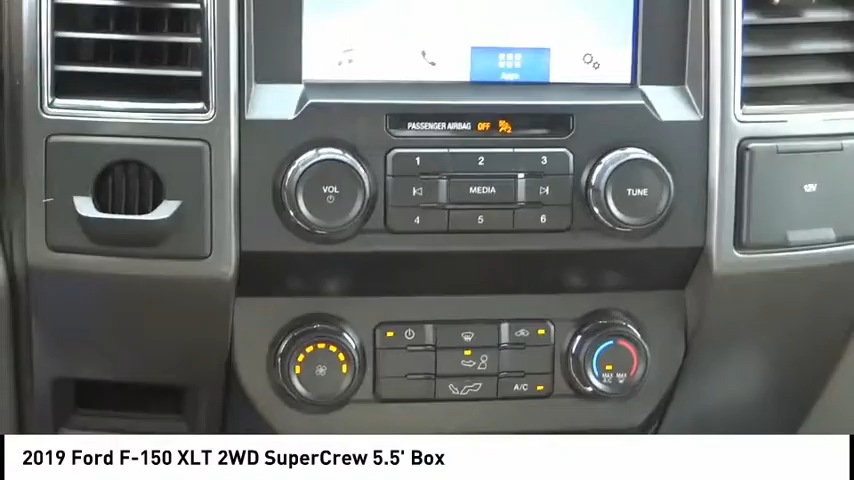 Apps
PASSENGER AIRBAG OFF
1 2 3
VOL
MEDIA
TUNE
12V
4 5 6
MAX A/C
MAX
A/C
2019 Ford F-150 XLT 2WD SuperCrew 5.5' Box